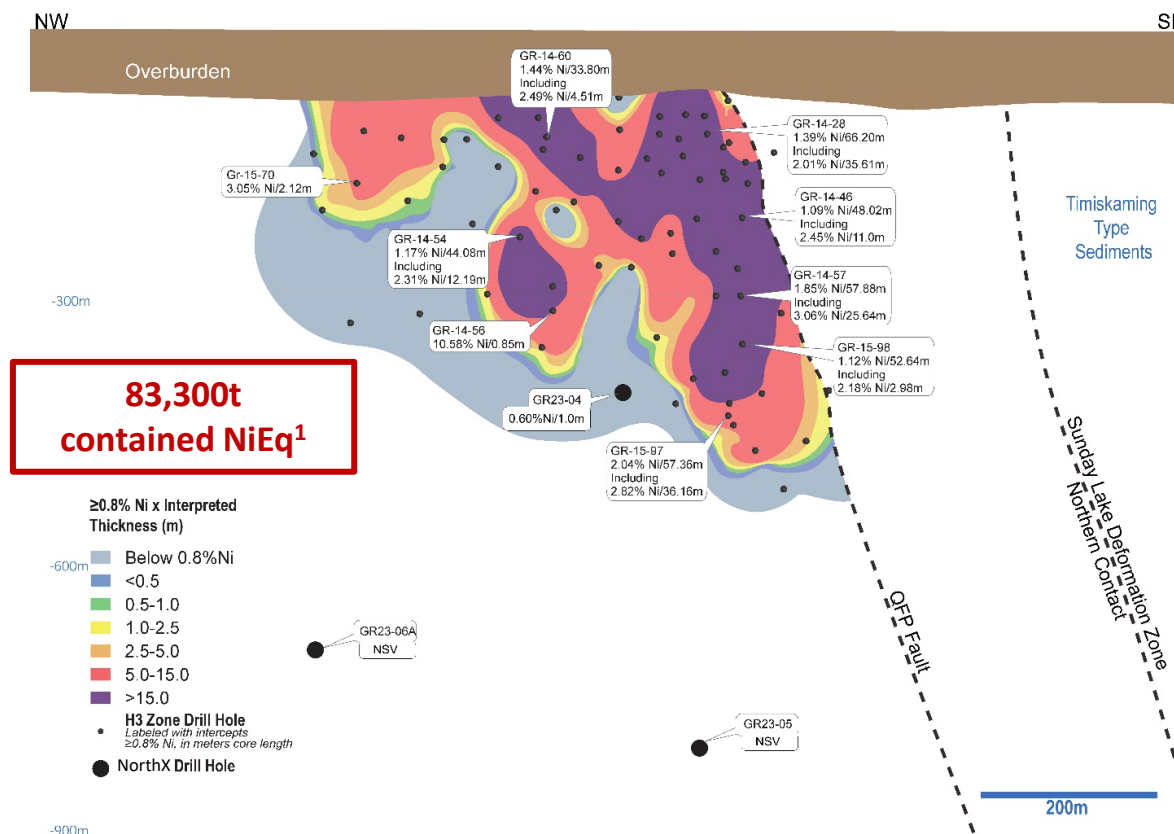 NW
SE
Overburden
GR-14-60
1.44% Ni/33.80m
Including
2.49% Ni/4.51m
GR-14-28
1.39% Ni/66.20m
Including
2.01% Ni/35.61m
Gr-15-70
3.05% Ni/2.12m
GR-14-46
1.09% Ni/48.02m
Including
2.45% Ni/11.0m
Timiskaming
Type
Sediments
GR-14-54
1.17% Ni/44.08m
Including
2.31% Ni/12.19m
GR-14-57
1.85% Ni/57.88m
Including
3.06% Ni/25.64m
-300m
GR-14-56
10.58% Ni/0.85m
GR-15-98
1.12% Ni/52.64m
Including
2.18% Ni/2.98m
83,300t
contained NiEq¹
GR23-04
0.60%Ni/1.0m
GR-15-97
2.04% Ni/57.36m
Including
2.82% Ni/36.16m
Sunday Lake Deformation Zone
Northern Contact
QFP Fault
≥0.8% Ni x Interpreted
Thickness (m)
Below 0.8%Ni
-600m
<0.5
0.5-1.0
1.0-2.5
2.5-5.0
5.0-15.0
>15.0
H3 Zone Drill Hole
Labeled with intercepts
≥0.8% Ni, in meters core length
NorthX Drill Hole
GR23-06A
NSV
GR23-05
NSV
200m
-900m